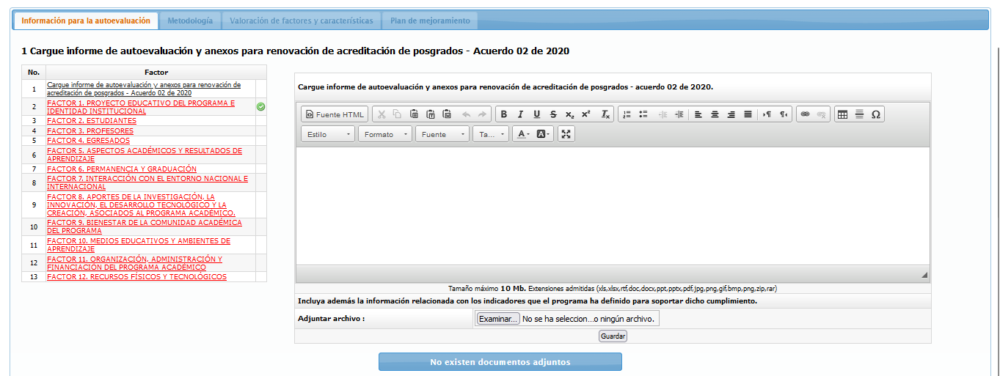 Información para la autoevaluación
Metodología
Valoración de factores y características
Plan de mejoramiento
1 Cargue informe de autoevaluación y anexos para renovación de acreditación de posgrados - Acuerdo 02 de 2020
No. Factor
1 Cargue informe de autoevaluación y anexos para renovación de
acreditación de posgrados - Acuerdo 02 de 2020
2 FACTOR 1. PROYECTO EDUCATIVO DEL PROGRAMA E
IDENTIDAD INSTITUCIONAL
3 FACTOR 2. ESTUDIANTES
4 FACTOR 3. PROFESORES
5 FACTOR 4. EGRESADOS
6 FACTOR 5. ASPECTOS ACADÉMICOS Y RESULTADOS DE
APRENDIZAJE
7 FACTOR 6. PERMANENCIA Y GRADUACIÓN
8 FACTOR 7. INTERACCIÓN CON EL ENTORNO NACIONAL E
INTERNACIONAL
9 FACTOR 8. APORTES DE LA INVESTIGACIÓN, LA
INNOVACIÓN, EL DESARROLLO TECNOLÓGICO Y LA
CREACIÓN, ASOCIADOS AL PROGRAMA ACADÉMICO.
10 FACTOR 9. BIENESTAR DE LA COMUNIDAD ACADÉMICA
DEL PROGRAMA
11 FACTOR 10. MEDIOS EDUCATIVOS Y AMBIENTES DE
APRENDIZAJE
12 FACTOR 11. ORGANIZACIÓN, ADMINISTRACIÓN Y
FINANCIACIÓN DEL PROGRAMA ACADÉMICO
13 FACTOR 12. RECURSOS FÍSICOS Y TECNOLÓGICOS
Cargue informe de autoevaluación y anexos para renovación de acreditación de posgrados - acuerdo 02 de 2020.
Fuente HTML
Estilo Formato Fuente Ta...
Tamaño máximo 10 Mb. Extensiones admitidas (xls,xlsx,rtf,doc,docx,ppt,pptx,pdf,jpg,png,gif,bmp,png,zip,rar)
Incluya además la información relacionada con los indicadores que el programa ha definido para soportar dicho cumplimiento.
Adjuntar archivo : Examinar... No se ha seleccion...o ningún archivo.
Guardar
No existen documentos adjuntos